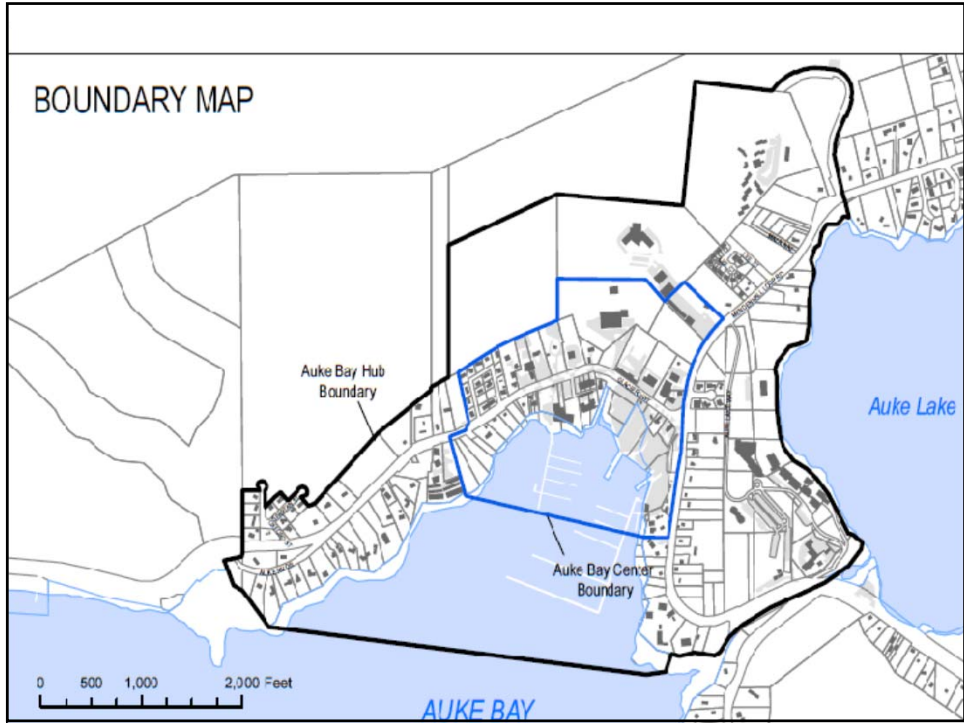 BOUNDARY MAP
Auke Bay Hub
Boundary
Auke Lake
Auke Bay Center
Boundary
0 500 1,000 2,000 Feet
AUKE BAY